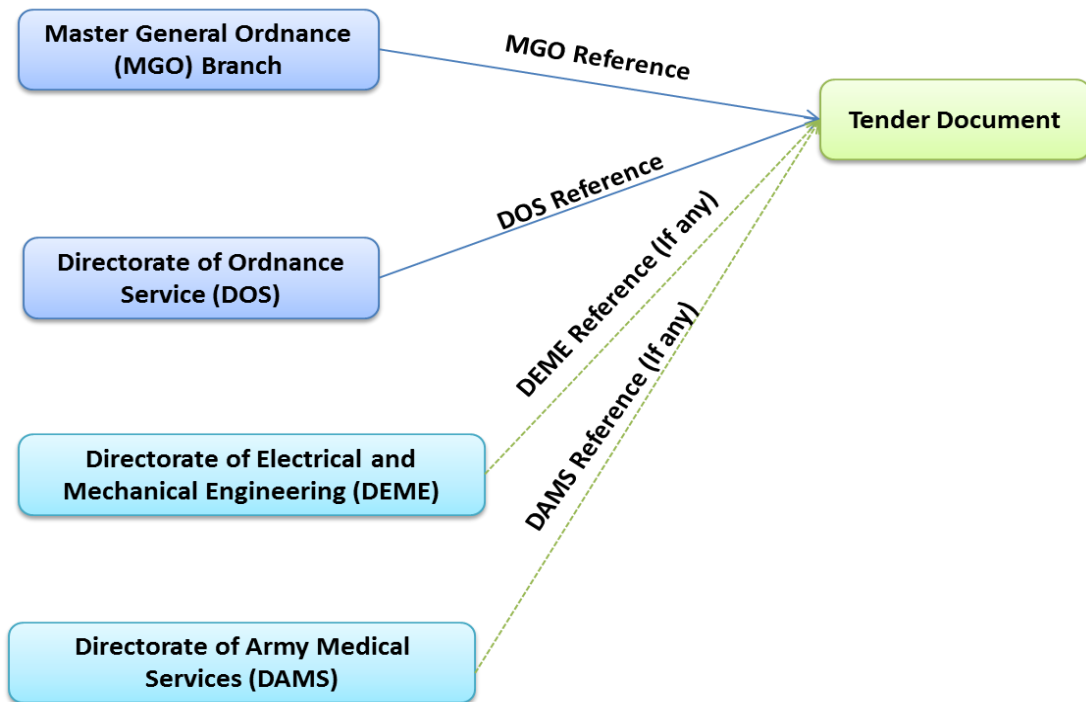 Master General Ordnance
(MGO) Branch
MGO Reference
Tender Document
DOS Reference
Directorate of Ordnance
Service (DOS)
DEME Reference (If any)
DAMS Reference (If any)
Directorate of Electrical and
Mechanical Engineering (DEME)
Directorate of Army Medical
Services (DAMS)